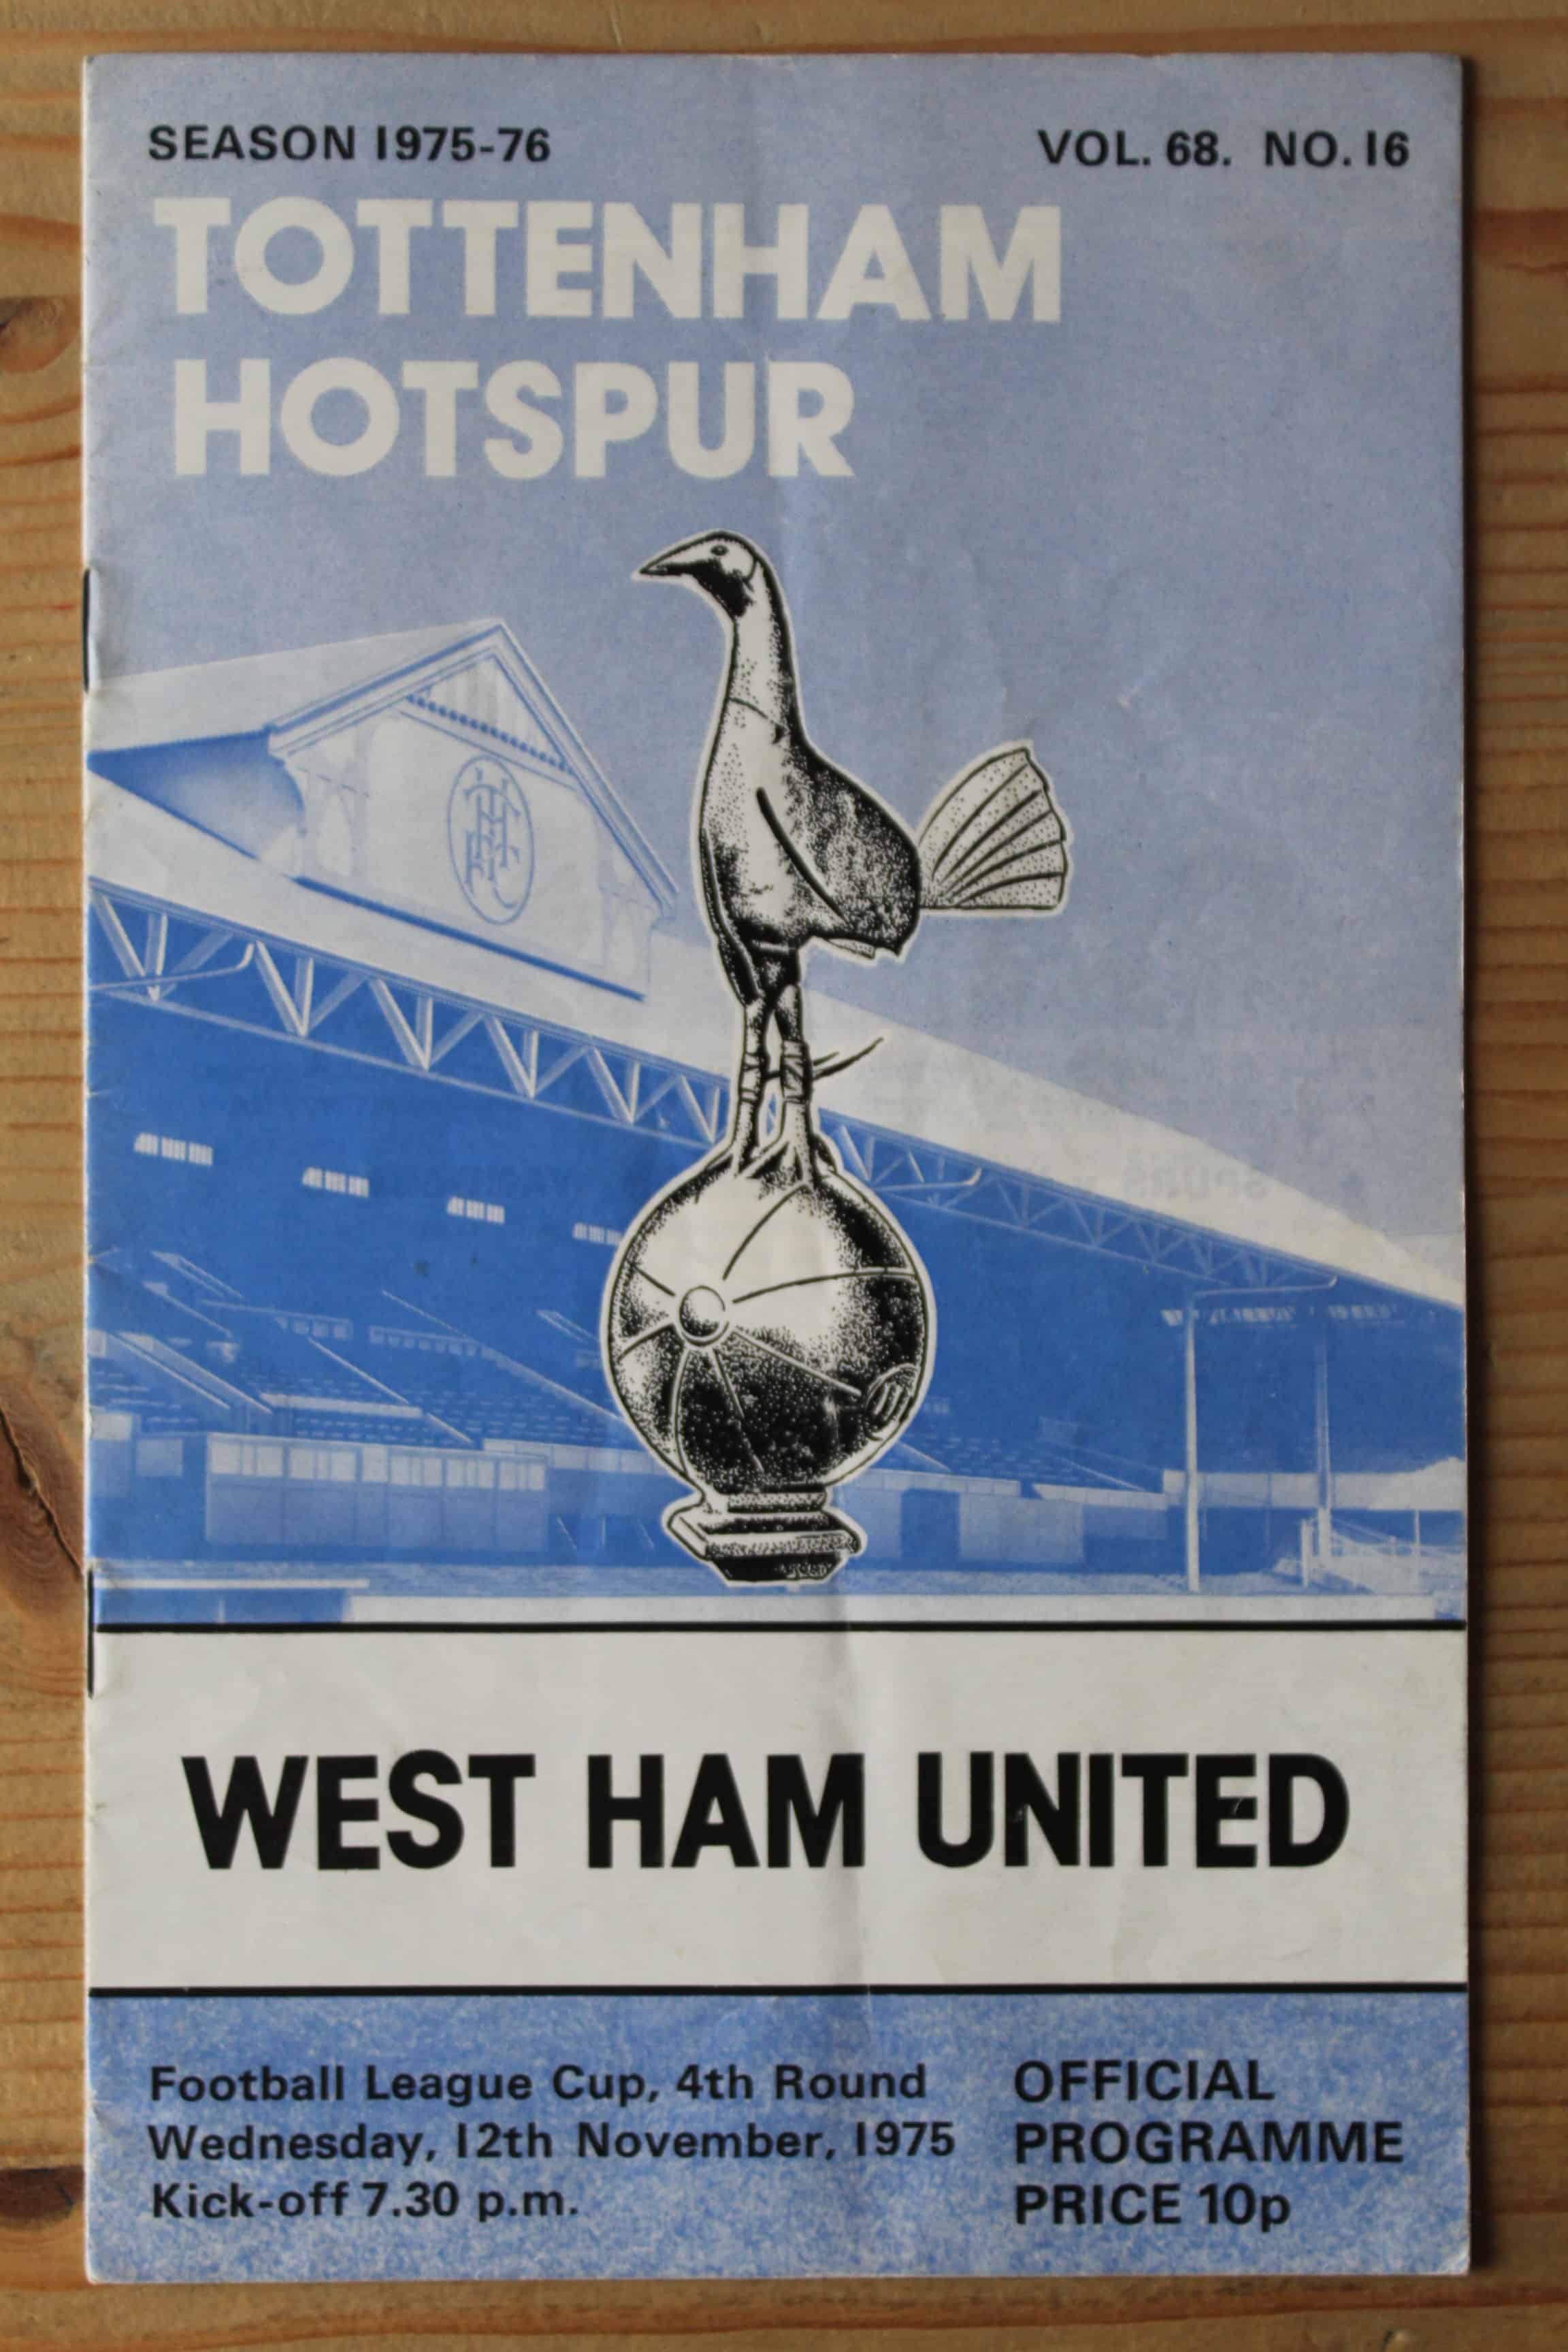 SEASON 1975-76 VOL. 68. NO. 16
TOTTENHAM
HOTSPUR
WEST HAM UNITED
Football League Cup, 4th Round
Wednesday, 12th November, 1975
Kick-off 7.30 p.m.
OFFICIAL
PROGRAMME
PRICE 10p